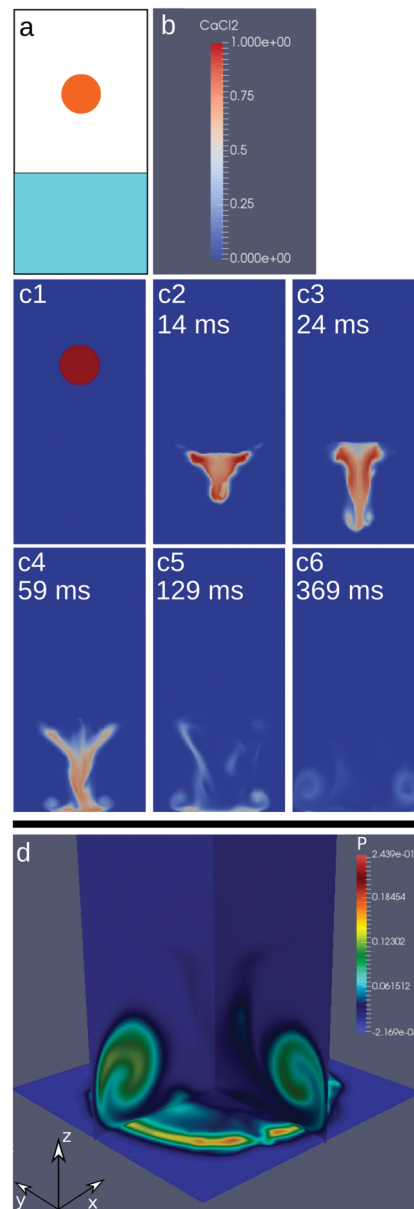 a
b
CaCl2
1.000e+00
0.75
0.5
0.25
0.000e+00
c1
c2
14 ms
c3
24 ms
c4
59 ms
c5
129 ms
c6
369 ms
d
P
2.439e-01
0.18454
0.12302
0.061512
-2.169e-03
z
y
x